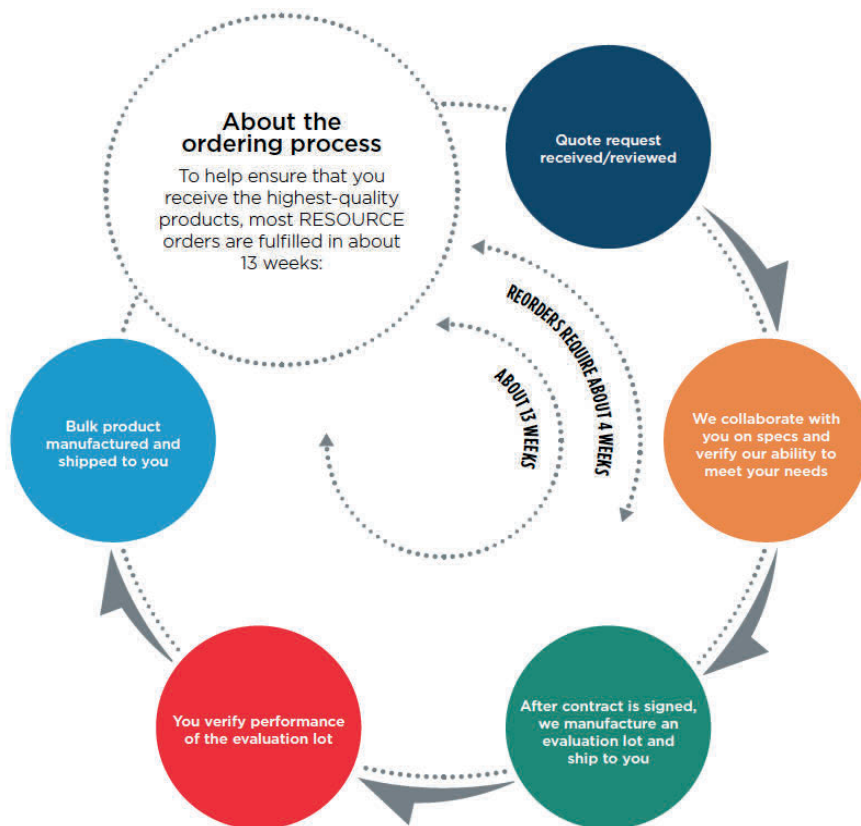 About the
ordering process
To help ensure that you
receive the highest-quality
products, most RESOURCE
orders are fulfilled in about
13 weeks:
Quote request
received/reviewed
REORDERS REQUIRE ABOUT 4 WEEKS
ABOUT 13 WEEKS
We collaborate with
you on specs and
verify our ability to
meet your needs
After contract is signed,
we manufacture an
evaluation lot and
ship to you
You verify performance
of the evaluation lot
Bulk product
manufactured and
shipped to you